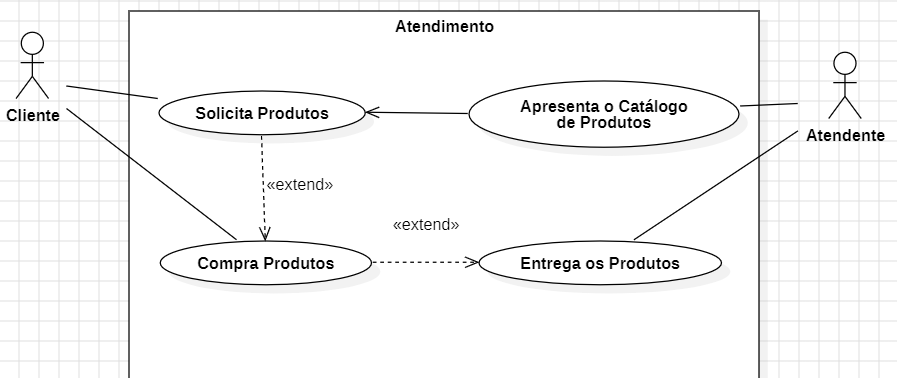 Atendimento
Cliente
Solicita Produtos
Apresenta o Catálogo
de Produtos
Atendente
«extend»
«extend»
Compra Produtos
Entrega os Produtos